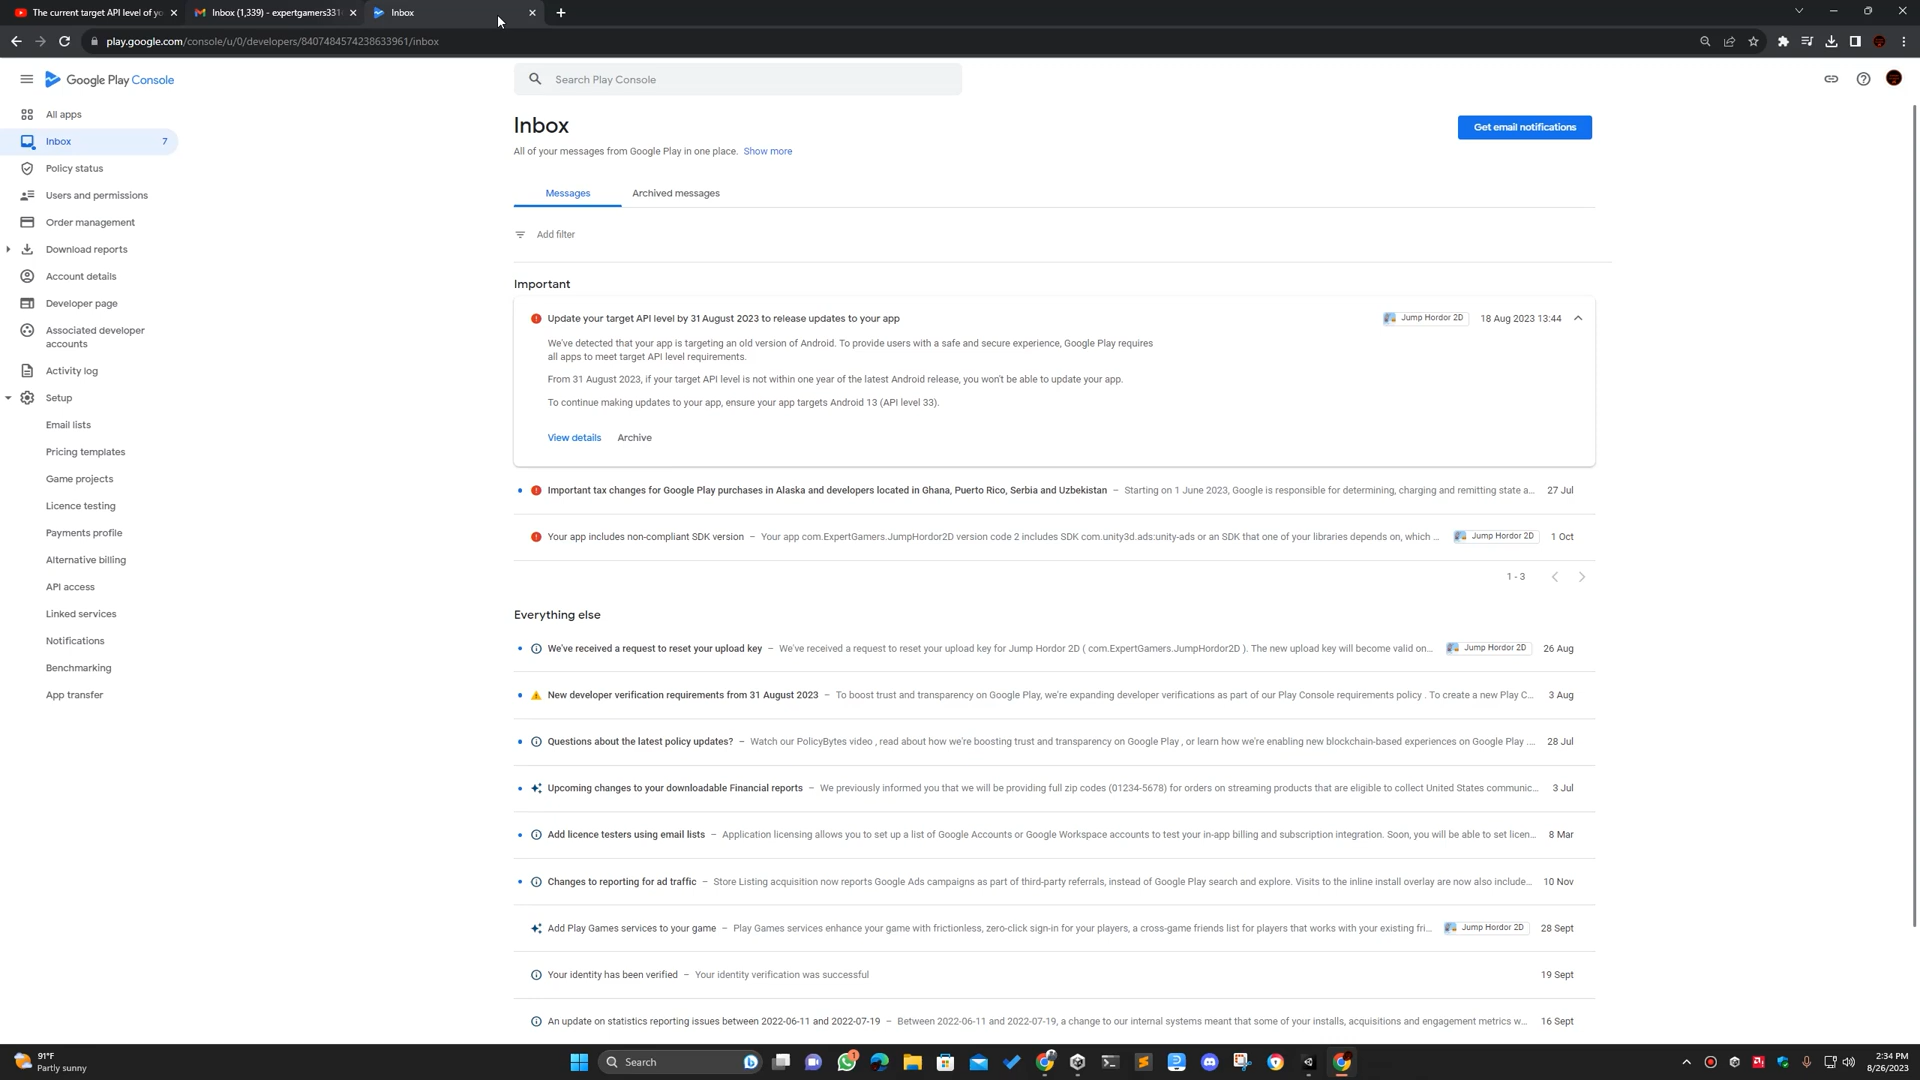 The current target API level of yo
Inbox (1,339) - expertgamers331
Inbox
play.google.com/console/u/0/developers/8407484574238633961/inbox
Google Play Console
Search Play Console
All apps
Inbox 7
Policy status
Users and permissions
Order management
Download reports
Account details
Developer page
Associated developer
accounts
Activity log
Setup
Email lists
Pricing templates
Game projects
Licence testing
Payments profile
Alternative billing
API access
Linked services
Notifications
Benchmarking
App transfer
Inbox
Get email notifications
All of your messages from Google Play in one place. Show more
Messages Archived messages
Add filter
Important
Update your target API level by 31 August 2023 to release updates to your app Jump Hordor 2D 18 Aug 2023 13:44
We've detected that your app is targeting an old version of Android. To provide users with a safe and secure experience, Google Play requires
all apps to meet target API level requirements.
From 31 August 2023, if your target API level is not within one year of the latest Android release, you won't be able to update your app.
To continue making updates to your app, ensure your app targets Android 13 (API level 33).
View details Archive
Important tax changes for Google Play purchases in Alaska and developers located in Ghana, Puerto Rico, Serbia and Uzbekistan – Starting on 1 June 2023, Google is responsible for determining, charging and remitting state a... 27 Jul
Your app includes non-compliant SDK version – Your app com.ExpertGamers.JumpHordor2D version code 2 includes SDK com.unity3d.ads:unity-ads or an SDK that one of your libraries depends on, which ... Jump Hordor 2D 1 Oct
1 - 3
Everything else
We've received a request to reset your upload key – We've received a request to reset your upload key for Jump Hordor 2D ( com.ExpertGamers.JumpHordor2D ). The new upload key will become valid on... Jump Hordor 2D 26 Aug
New developer verification requirements from 31 August 2023 – To boost trust and transparency on Google Play, we're expanding developer verifications as part of our Play Console requirements policy . To create a new Play C... 3 Aug
Questions about the latest policy updates? – Watch our PolicyBytes video , read about how we're boosting trust and transparency on Google Play , or learn how we're enabling new blockchain-based experiences on Google Play .... 28 Jul
Upcoming changes to your downloadable Financial reports – We previously informed you that we will be providing full zip codes (01234-5678) for orders on streaming products that are eligible to collect United States communic... 3 Jul
Add licence testers using email lists – Application licensing allows you to set up a list of Google Accounts or Google Workspace accounts to test your in-app billing and subscription integration. Soon, you will be able to set licen... 8 Mar
Changes to reporting for ad traffic – Store Listing acquisition now reports Google Ads campaigns as part of third-party referrals, instead of Google Play search and explore. Visits to the inline install overlay are now also include... 10 Nov
Add Play Games services to your game – Play Games services enhance your game with frictionless, zero-click sign-in for your players, a cross-game friends list for players that works with your existing fri... Jump Hordor 2D 28 Sept
Your identity has been verified – Your identity verification was successful 19 Sept
An update on statistics reporting issues between 2022-06-11 and 2022-07-19 – Between 2022-06-11 and 2022-07-19, a change to our internal systems meant that some of your installs, acquisitions and engagement metrics w... 16 Sept
91°F
Partly sunny
Search
2:34 PM
8/26/2023